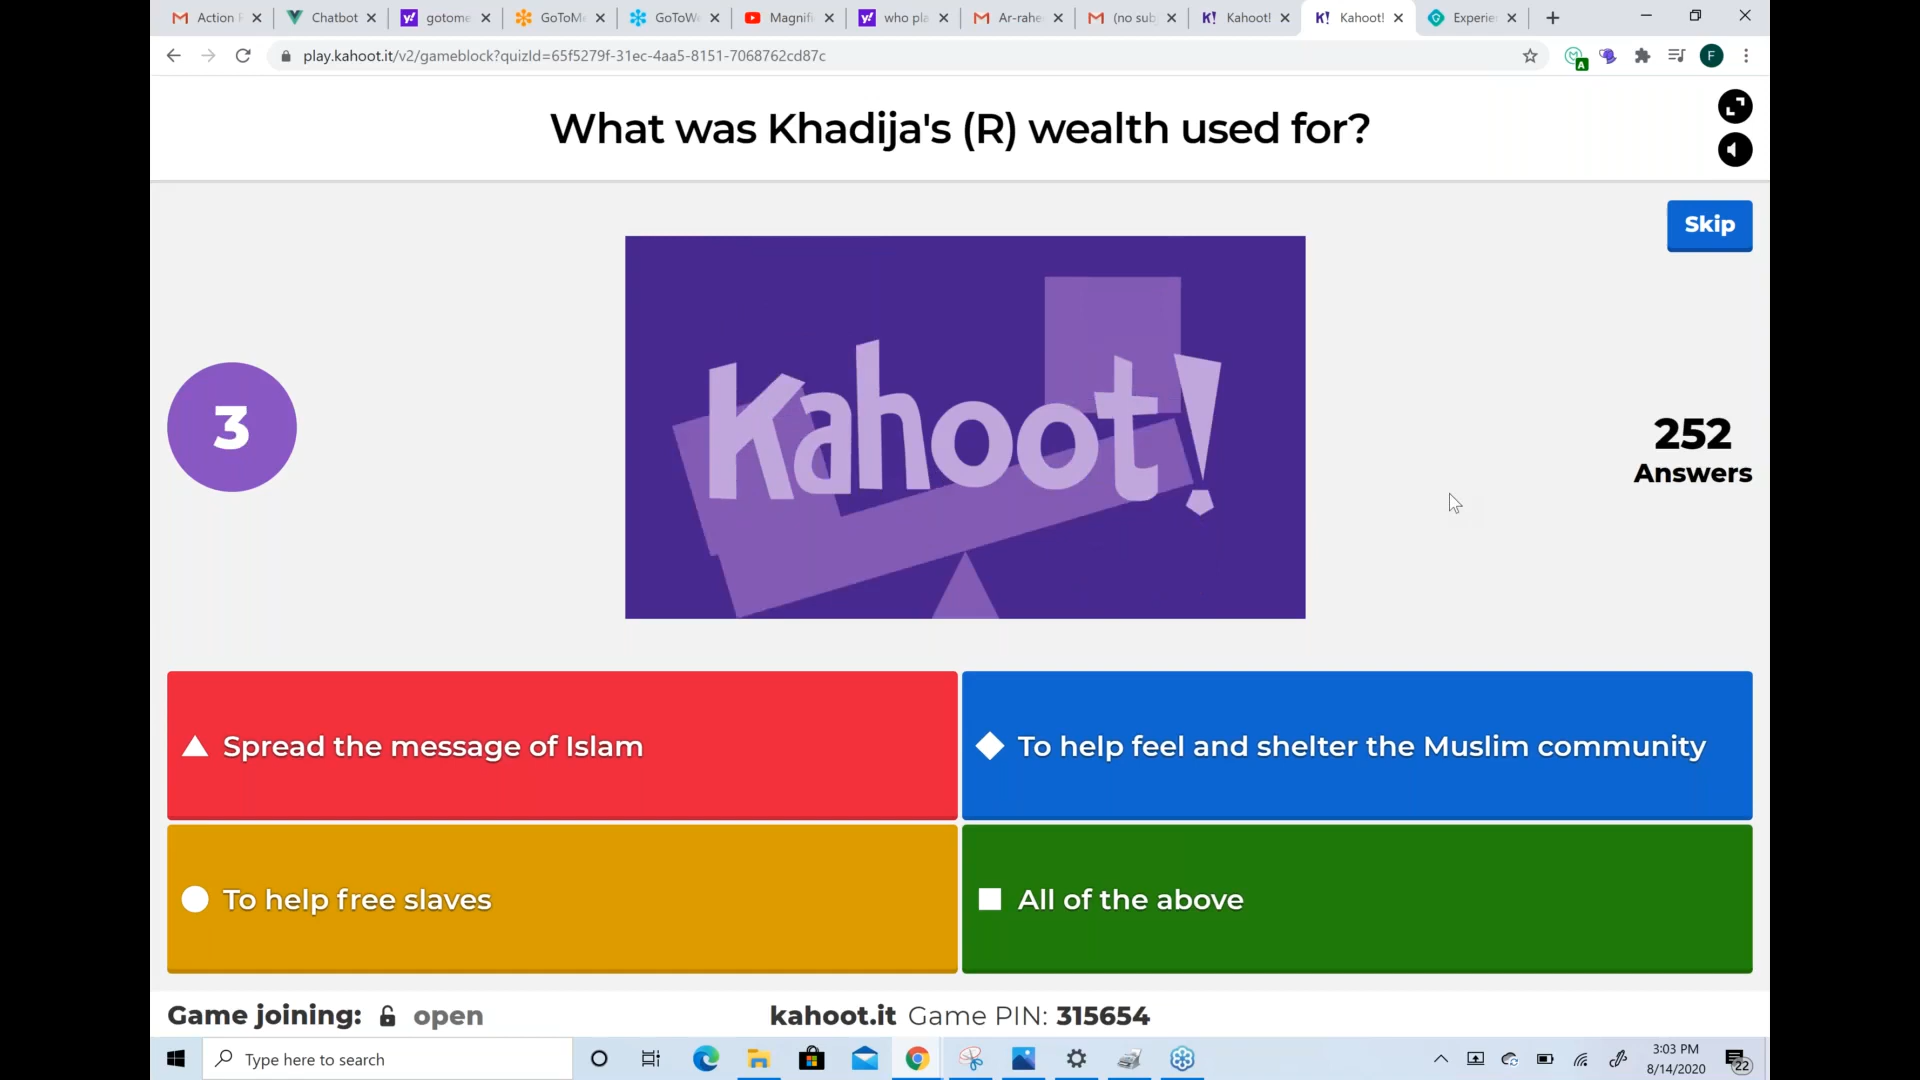 Action Chatbot gotome GoToM GoToW Magnifi who pla Ar-rahe (no sub Kahoot! Kahoot! Experie
play.kahoot.it/v2/gameblock?quizId=65f5279f-31ec-4aa5-8151-7068762cd87c
A F
What was Khadija's (R) wealth used for?
Skip
Kahoot!
3
252
Answers
Spread the message of Islam
To help feel and shelter the Muslim community
To help free slaves
All of the above
Game joining: open
kahoot.it Game PIN: 315654
Type here to search
3:03 PM
8/14/2020
22